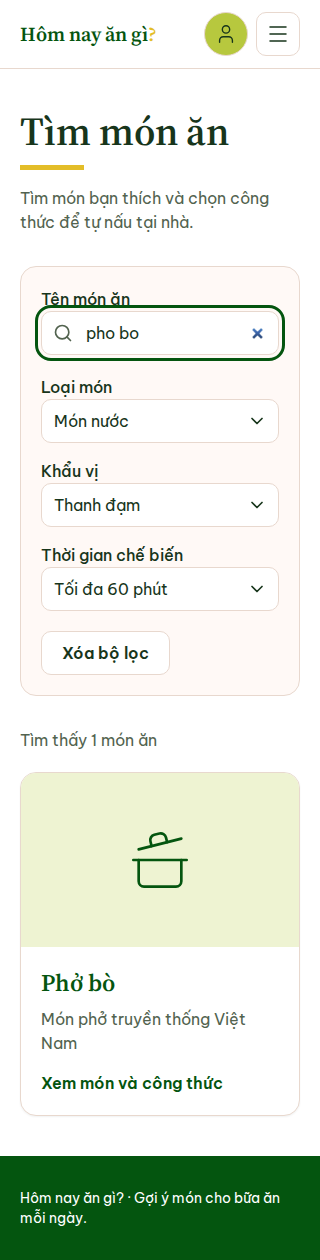 Hôm nay ăn gì?
Tìm món ăn
Tìm món bạn thích và chọn công
thức để tự nấu tại nhà.
Tên món ăn
pho bo
Loại món
Món nước
Khẩu vị
Thanh đạm
Thời gian chế biến
Tối đa 60 phút
Xóa bộ lọc
Tìm thấy 1 món ăn
Phở bò
Món phở truyền thống Việt
Nam
Xem món và công thức
Hôm nay ăn gì? · Gợi ý món cho bữa ăn
mỗi ngày.